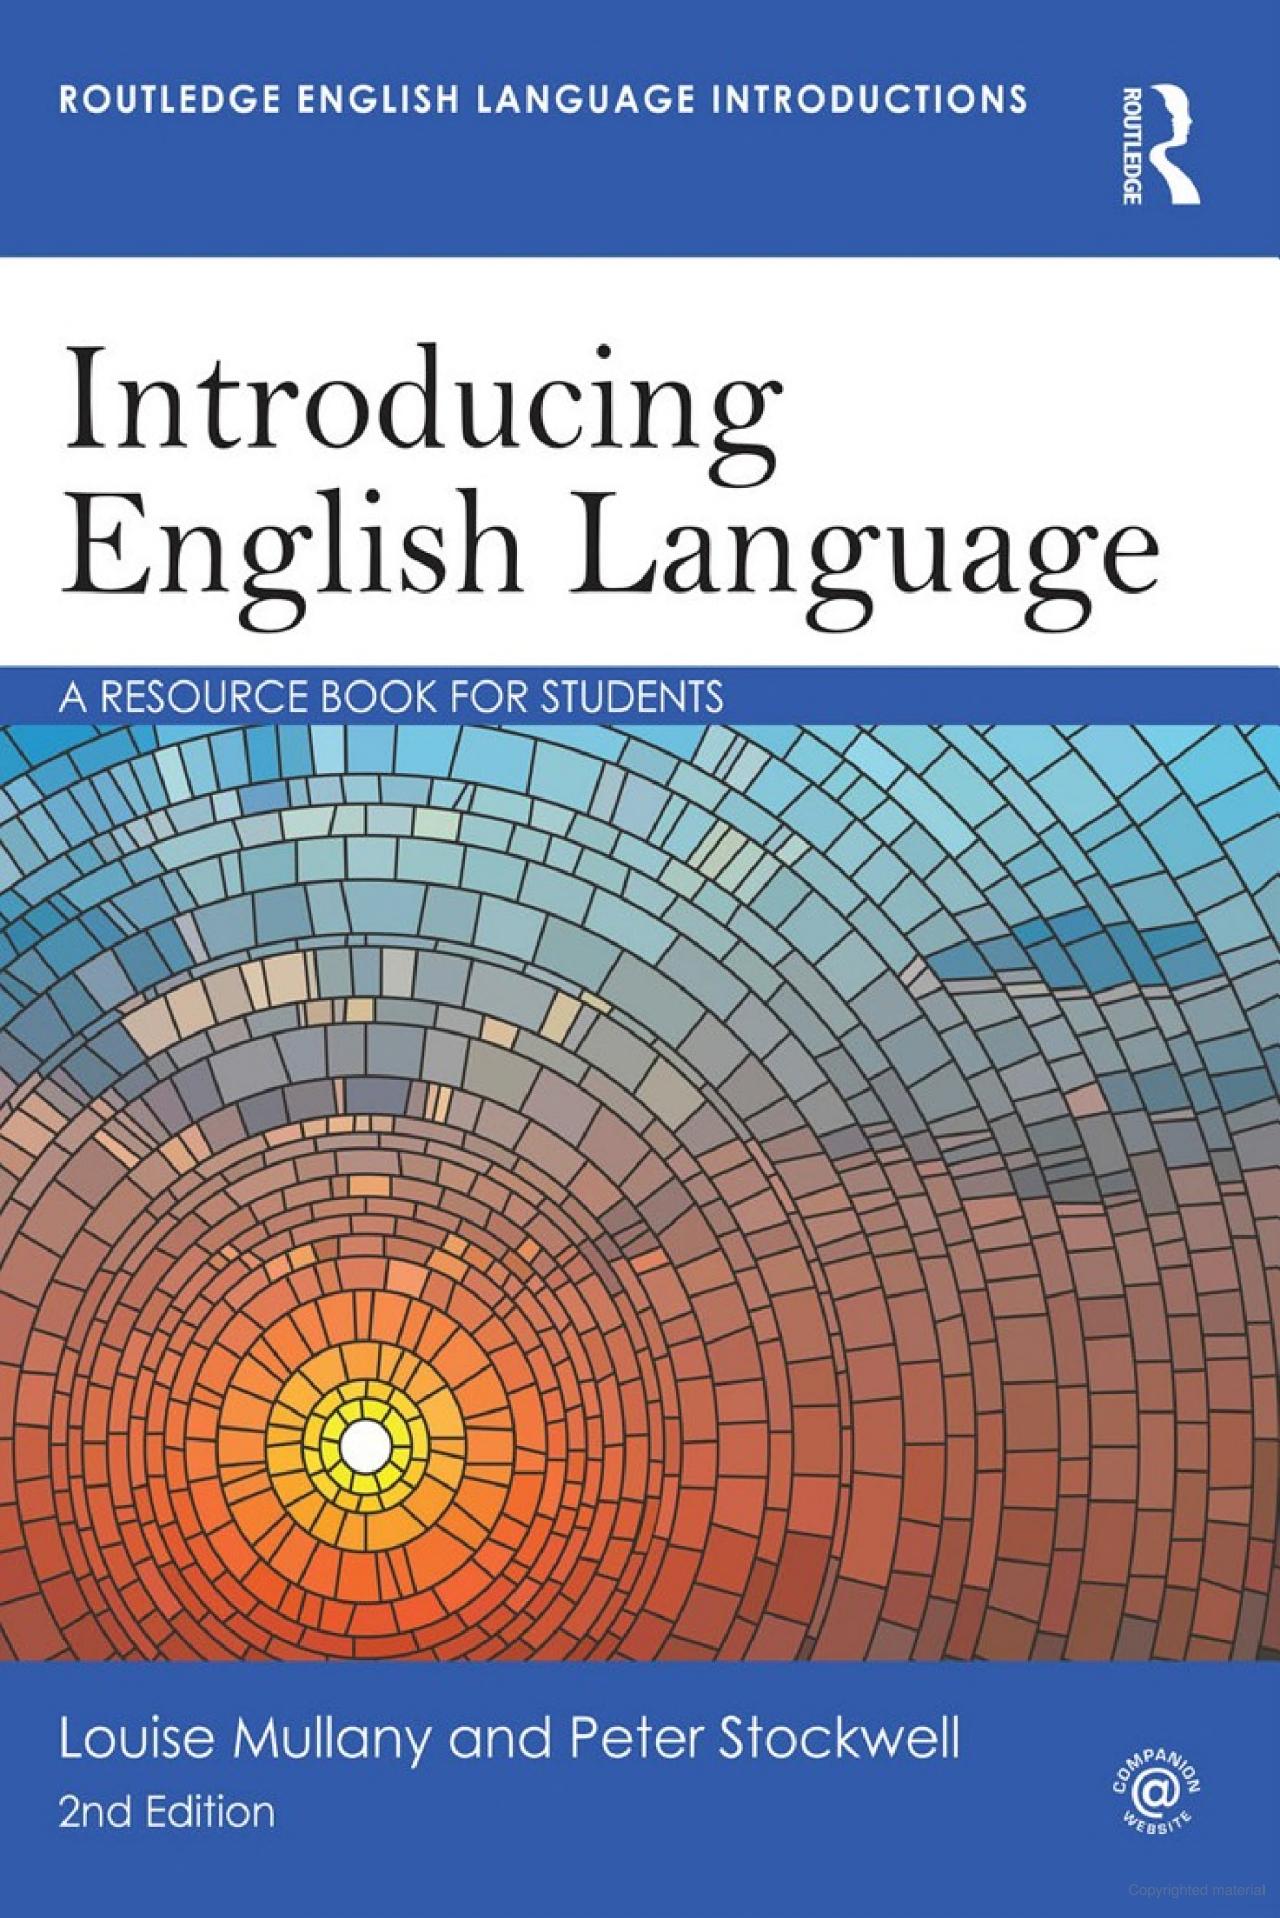 ROUTLEDGE ENGLISH LANGUAGE INTRODUCTIONS
ROUTLEDGE
Introducing
English Language
A RESOURCE BOOK FOR STUDENTS
Louise Mullany and Peter Stockwell
2nd Edition
COMPANION
@
WEBSITE
Copyrighted material